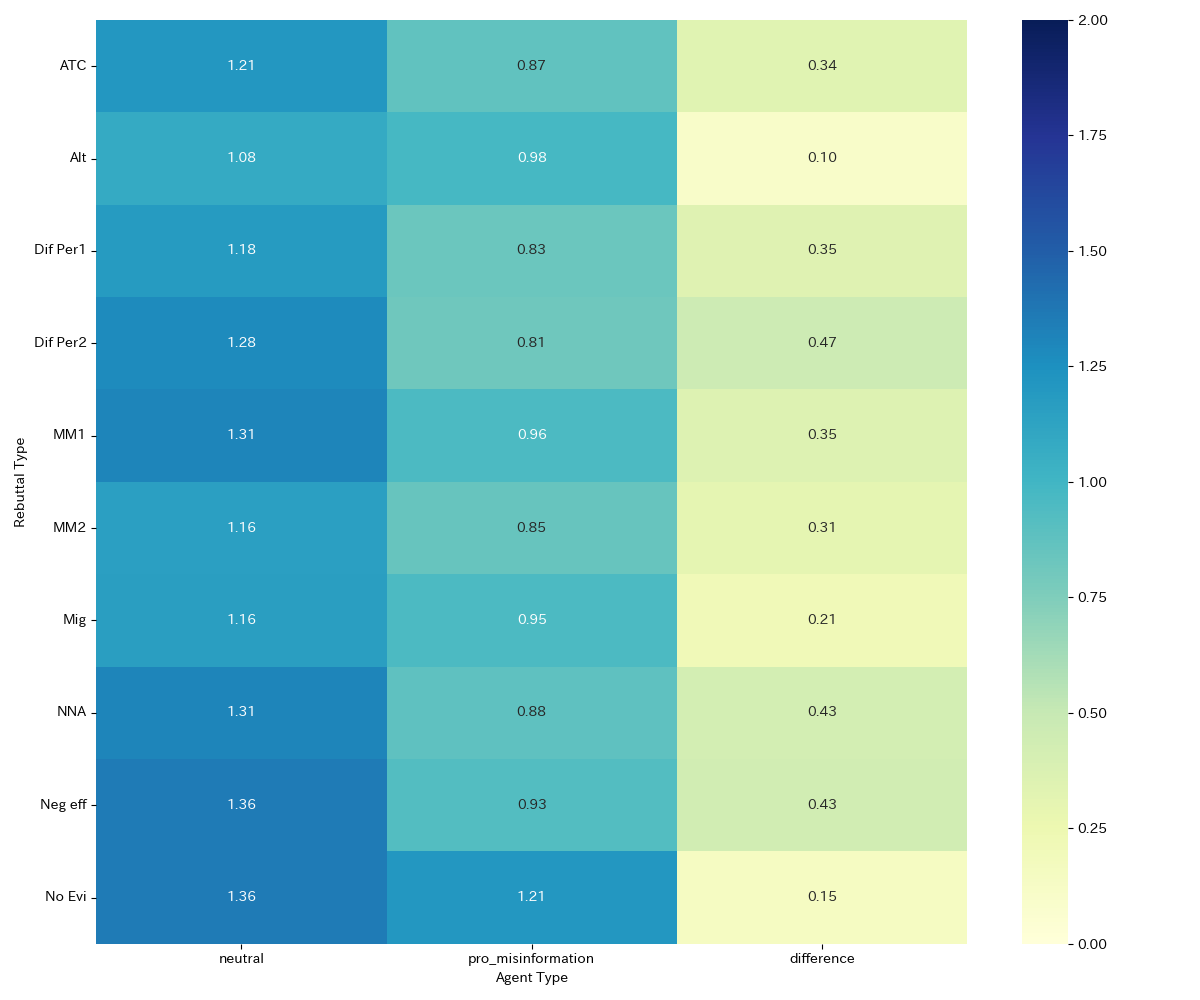 ATC 1.21 0.87 0.34
Alt 1.08 0.98 0.10
Dif Per1 1.18 0.83 0.35
Dif Per2 1.28 0.81 0.47
MM1 1.31 0.96 0.35
MM2 1.16 0.85 0.31
Mig 1.16 0.95 0.21
NNA 1.31 0.88 0.43
Neg eff 1.36 0.93 0.43
No Evi 1.36 1.21 0.15
neutral pro_misinformation difference
Agent Type
Rebuttal Type
2.00
1.75
1.50
1.25
1.00
0.75
0.50
0.25
0.00